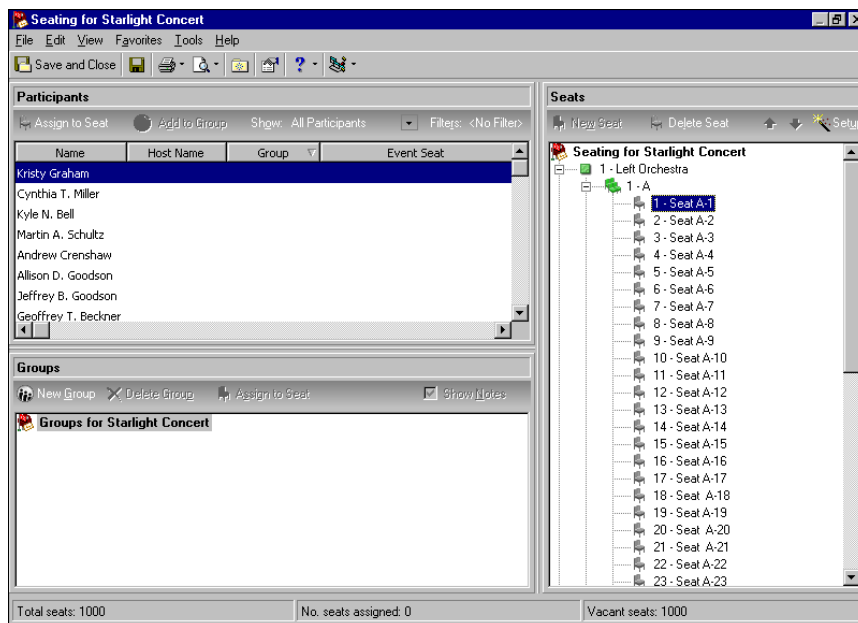 Seating for Starlight Concert
File Edit View Favorites Tools Help
Save and Close
Participants
Assign to Seat Add to Group Show: All Participants Filters: <No Filter>
Name Host Name Group Event Seat
Kristy Graham
Cynthia T. Miller
Kyle N. Bell
Martin A. Schultz
Andrew Crenshaw
Allison D. Goodson
Jeffrey B. Goodson
Geoffrey T. Beckner
Groups
New Group Delete Group Assign to Seat Show Notes
Groups for Starlight Concert
Seats
New Seat Delete Seat Setup
Seating for Starlight Concert
1 - Left Orchestra
1 - A
1 - Seat A-1
2 - Seat A-2
3 - Seat A-3
4 - Seat A-4
5 - Seat A-5
6 - Seat A-6
7 - Seat A-7
8 - Seat A-8
9 - Seat A-9
10 - Seat A-10
11 - Seat A-11
12 - Seat A-12
13 - Seat A-13
14 - Seat A-14
15 - Seat A-15
16 - Seat A-16
17 - Seat A-17
18 - Seat A-18
19 - Seat A-19
20 - Seat A-20
21 - Seat A-21
22 - Seat A-22
23 - Seat A-23
Total seats: 1000 No. seats assigned: 0 Vacant seats: 1000